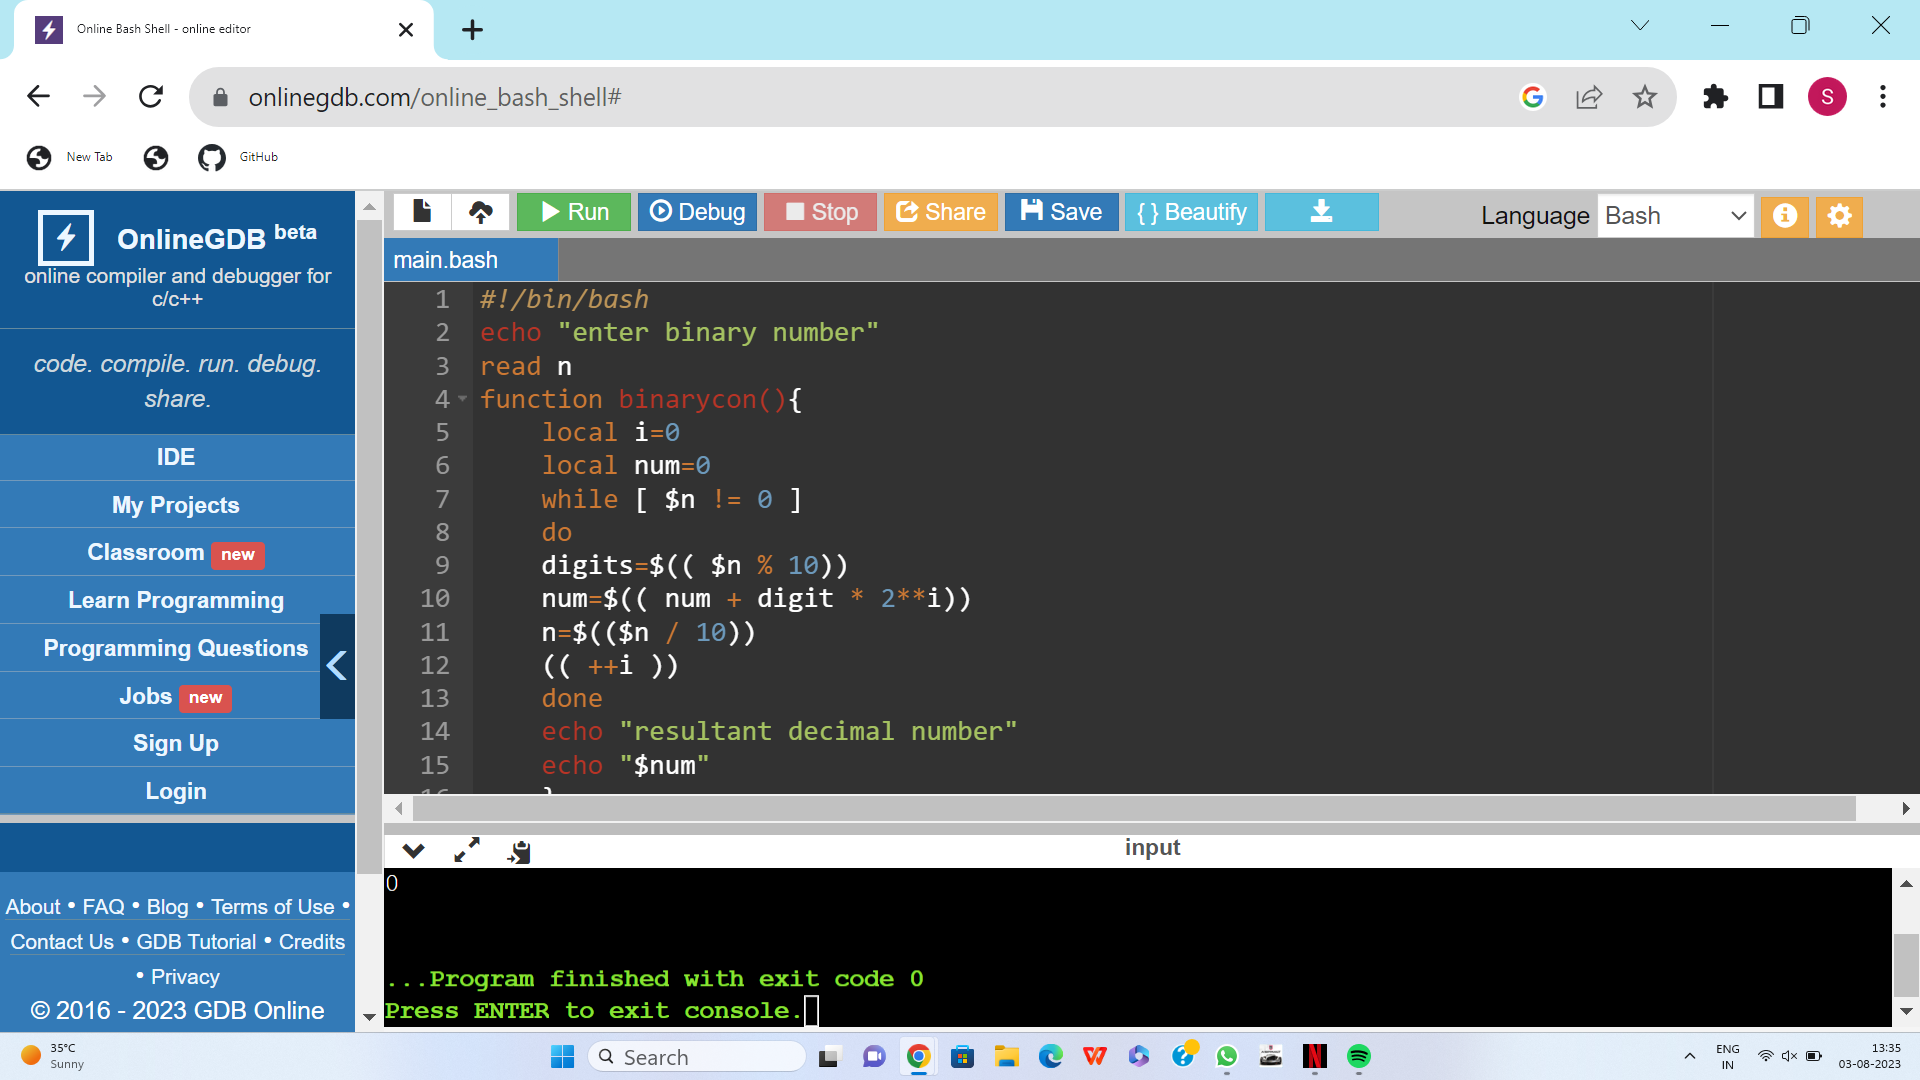 Online Bash Shell - online editor
onlinegdb.com/online_bash_shell#
S
New Tab
GitHub
OnlineGDB beta
online compiler and debugger for
c/c++
code. compile. run. debug.
share.
IDE
My Projects
Classroom new
Learn Programming
Programming Questions
Jobs new
Sign Up
Login
About • FAQ • Blog • Terms of Use •
Contact Us • GDB Tutorial • Credits
• Privacy
© 2016 - 2023 GDB Online
Run
Debug
Stop
Share
Save
{ } Beautify
Language Bash
main.bash
1 #!/bin/bash
2 echo "enter binary number"
3 read n
4 function binarycon(){
5 local i=0
6 local num=0
7 while [ $n != 0 ]
8 do
9 digits=$(( $n % 10))
10 num=$(( num + digit * 2**i))
11 n=$(($n / 10))
12 (( ++i ))
13 done
14 echo "resultant decimal number"
15 echo "$num"
16 }
input
0
...Program finished with exit code 0
Press ENTER to exit console.
35°C
Sunny
Search
ENG
IN
13:35
03-08-2023